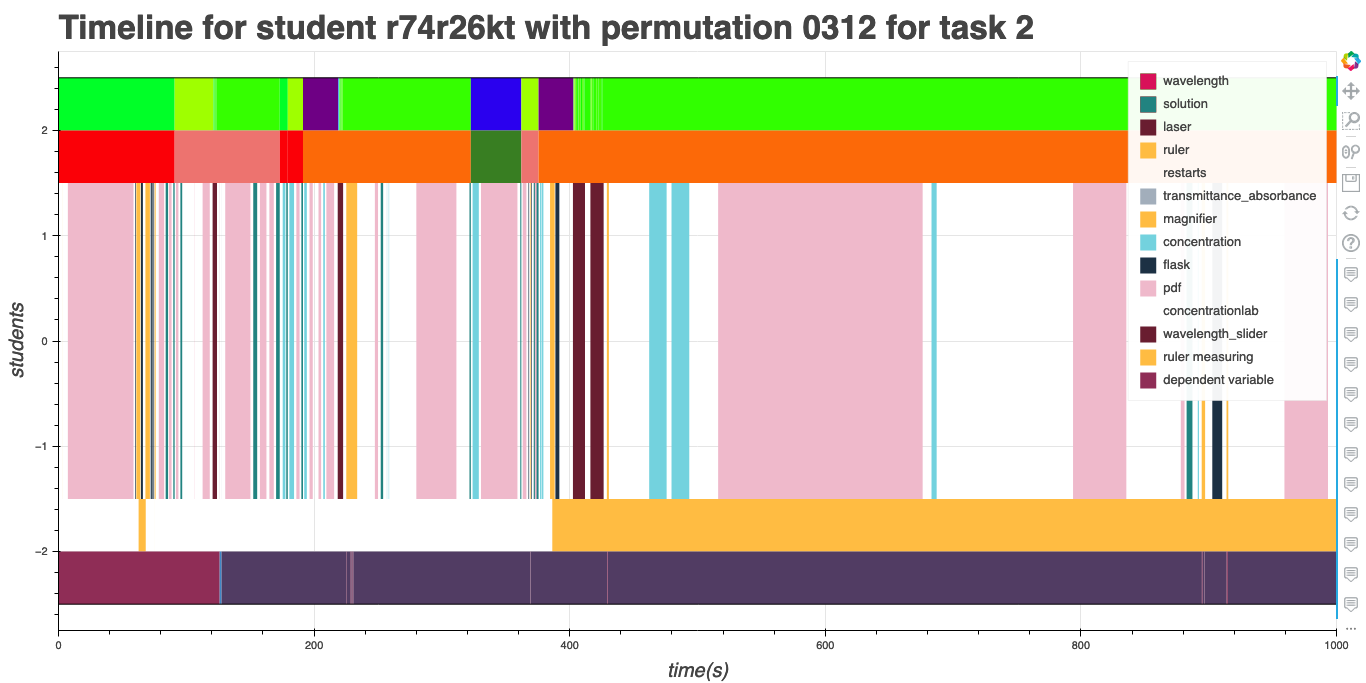 Timeline for student r74r26kt with permutation 0312 for task 2
wavelength
solution
laser
ruler
restarts
transmittance_absorbance
magnifier
concentration
flask
pdf
concentrationlab
wavelength_slider
ruler measuring
dependent variable
students
2
1
0
−1
−2
0
200
400
600
800
1000
time(s)